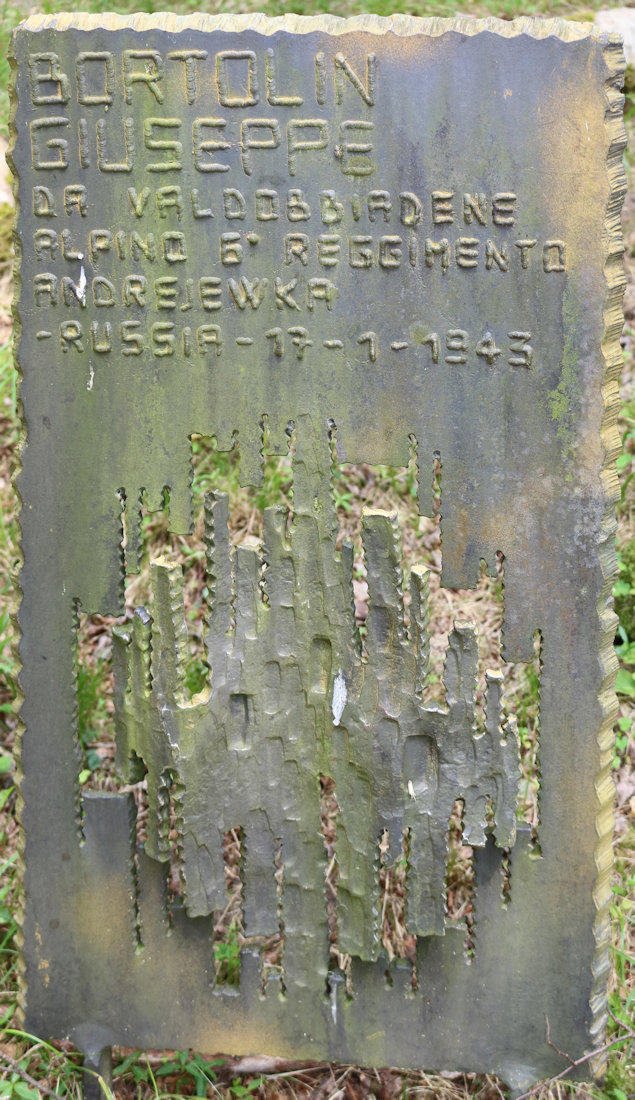 BORTOLIN
GIUSEPPE
DA VALDOBBIADENE
ALPINO 6° REGGIMENTO
ANDREJEWKA
-RUSSIA-17-1-1943